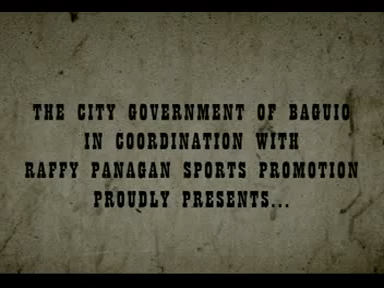 THE CITY GOVERNMENT OF BAGUIO
IN COORDINATION WITH
RAFFY PANAGAN SPORTS PROMOTION
PROUDLY PRESENTS...